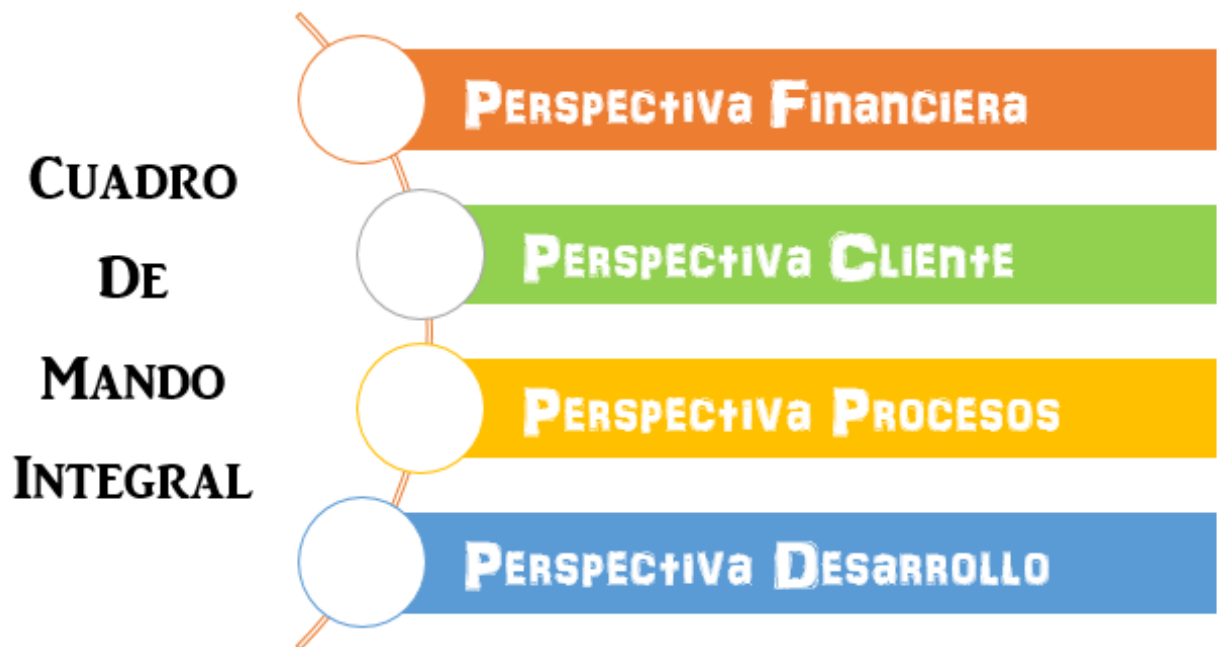 Cuadro
De
Mando
Integral
Perspectiva Financiera
Perspectiva Cliente
Perspectiva Procesos
Perspectiva Desarrollo